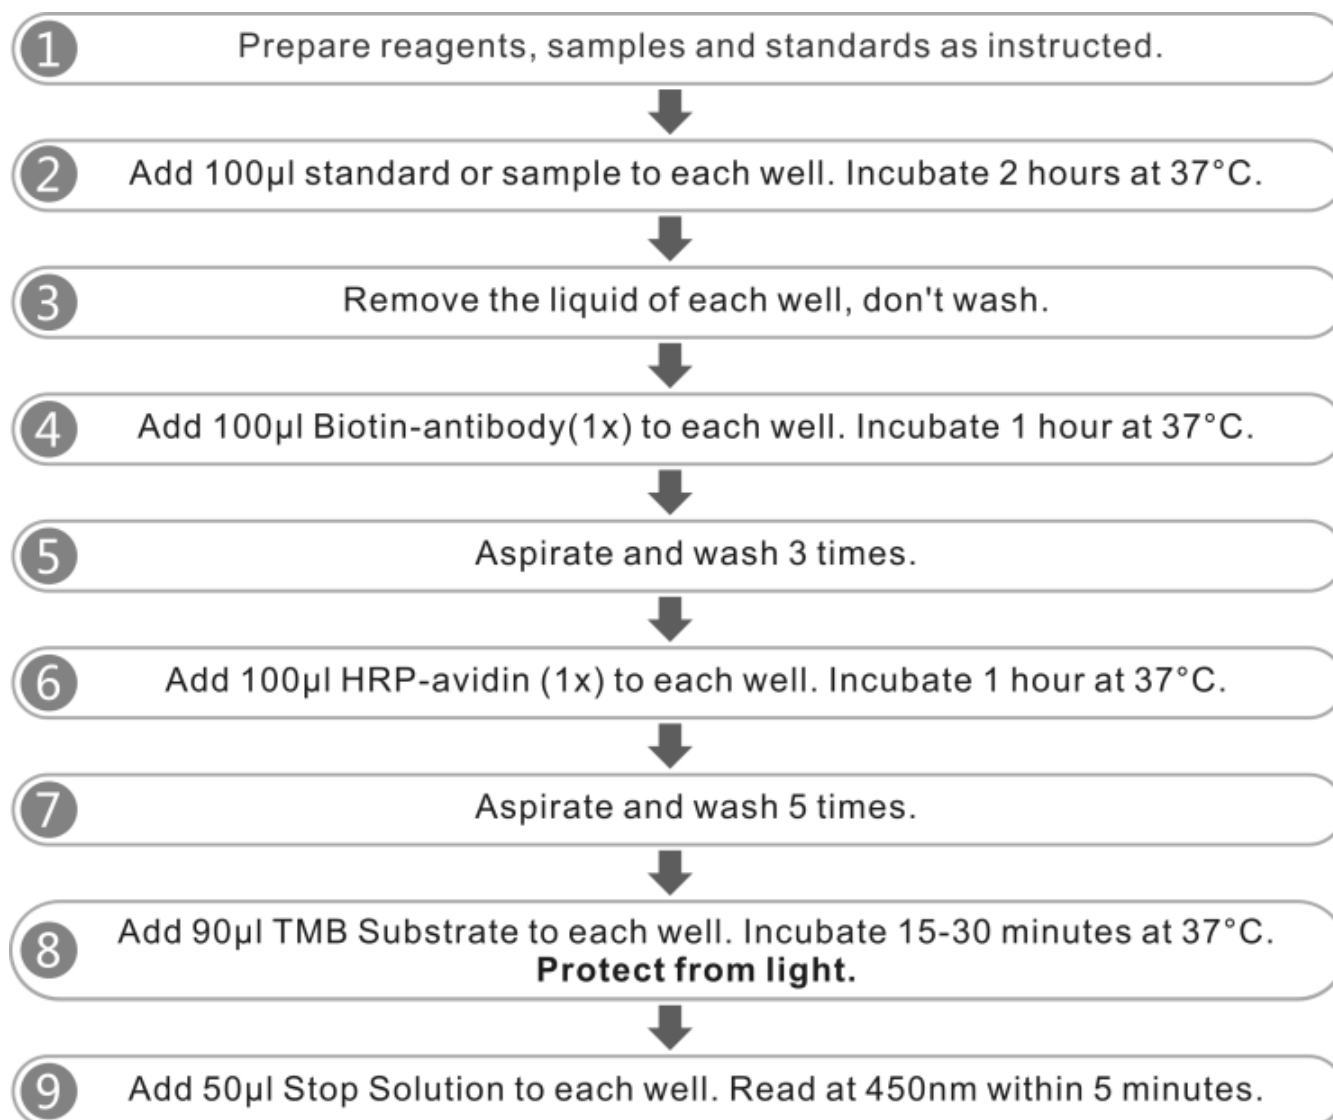 1 Prepare reagents, samples and standards as instructed.
2 Add 100µl standard or sample to each well. Incubate 2 hours at 37°C.
3 Remove the liquid of each well, don't wash.
4 Add 100µl Biotin-antibody(1x) to each well. Incubate 1 hour at 37°C.
5 Aspirate and wash 3 times.
6 Add 100µl HRP-avidin (1x) to each well. Incubate 1 hour at 37°C.
7 Aspirate and wash 5 times.
8 Add 90µl TMB Substrate to each well. Incubate 15-30 minutes at 37°C.
Protect from light.
9 Add 50µl Stop Solution to each well. Read at 450nm within 5 minutes.